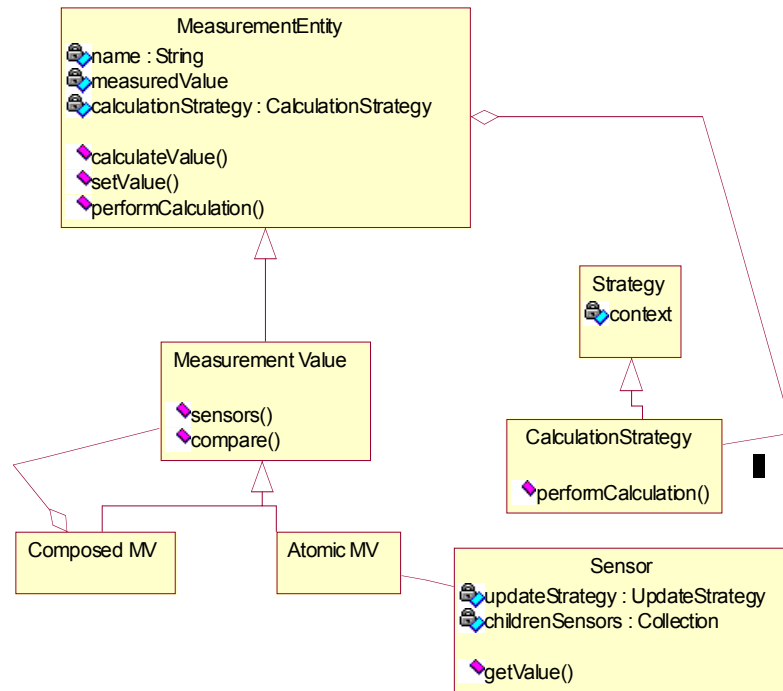 MeasurementEntity
name : String
measuredValue
calculationStrategy : CalculationStrategy
calculateValue()
setValue()
performCalculation()
Strategy
context
Measurement Value
sensors()
compare()
CalculationStrategy
performCalculation()
Composed MV
Atomic MV
Sensor
updateStrategy : UpdateStrategy
childrenSensors : Collection
getValue()